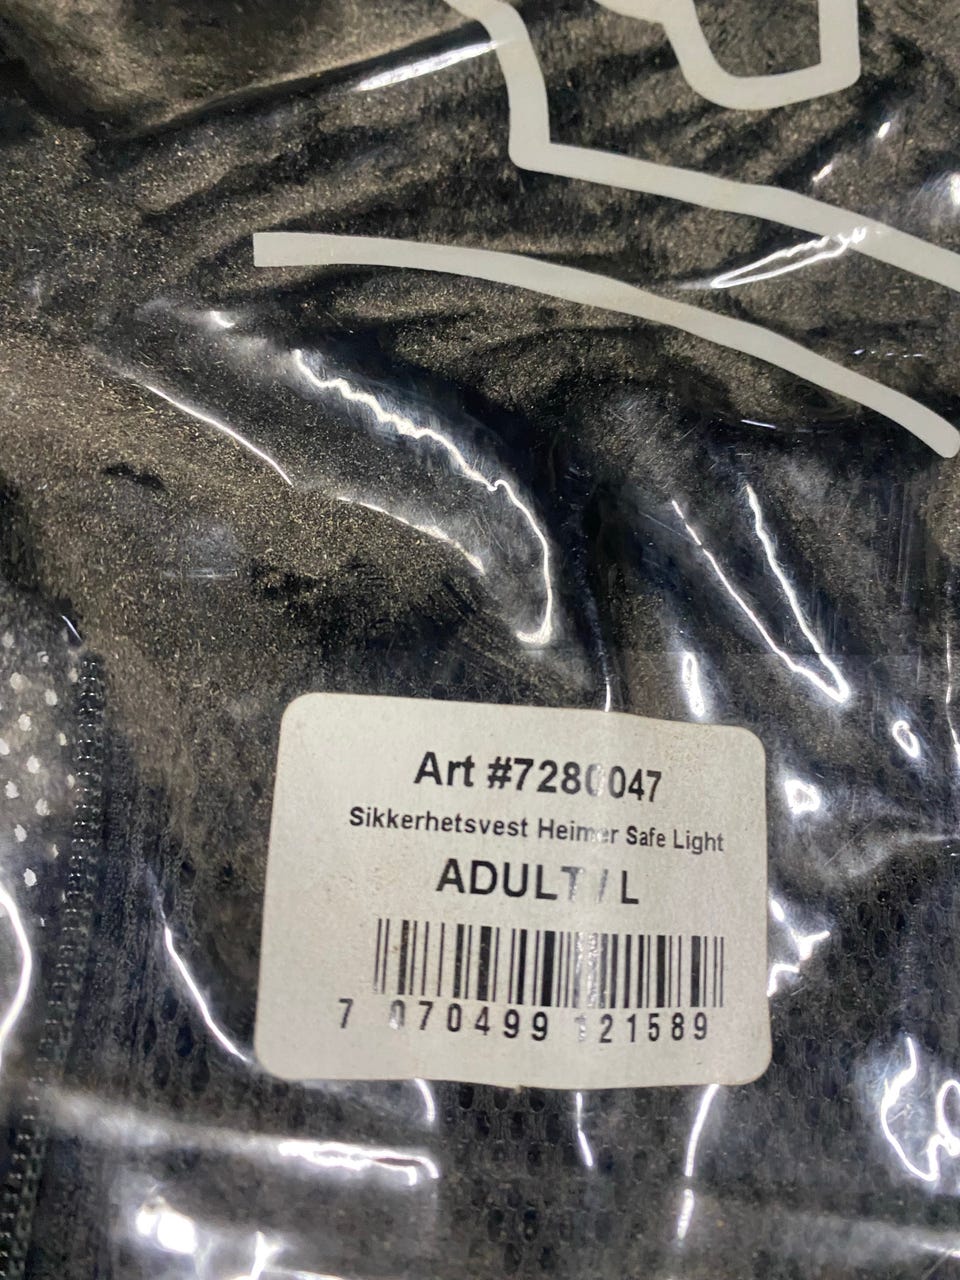 Art #7280047
Sikkerhetsvest Heimer Safe Light
ADULT / L
7 070499 121589